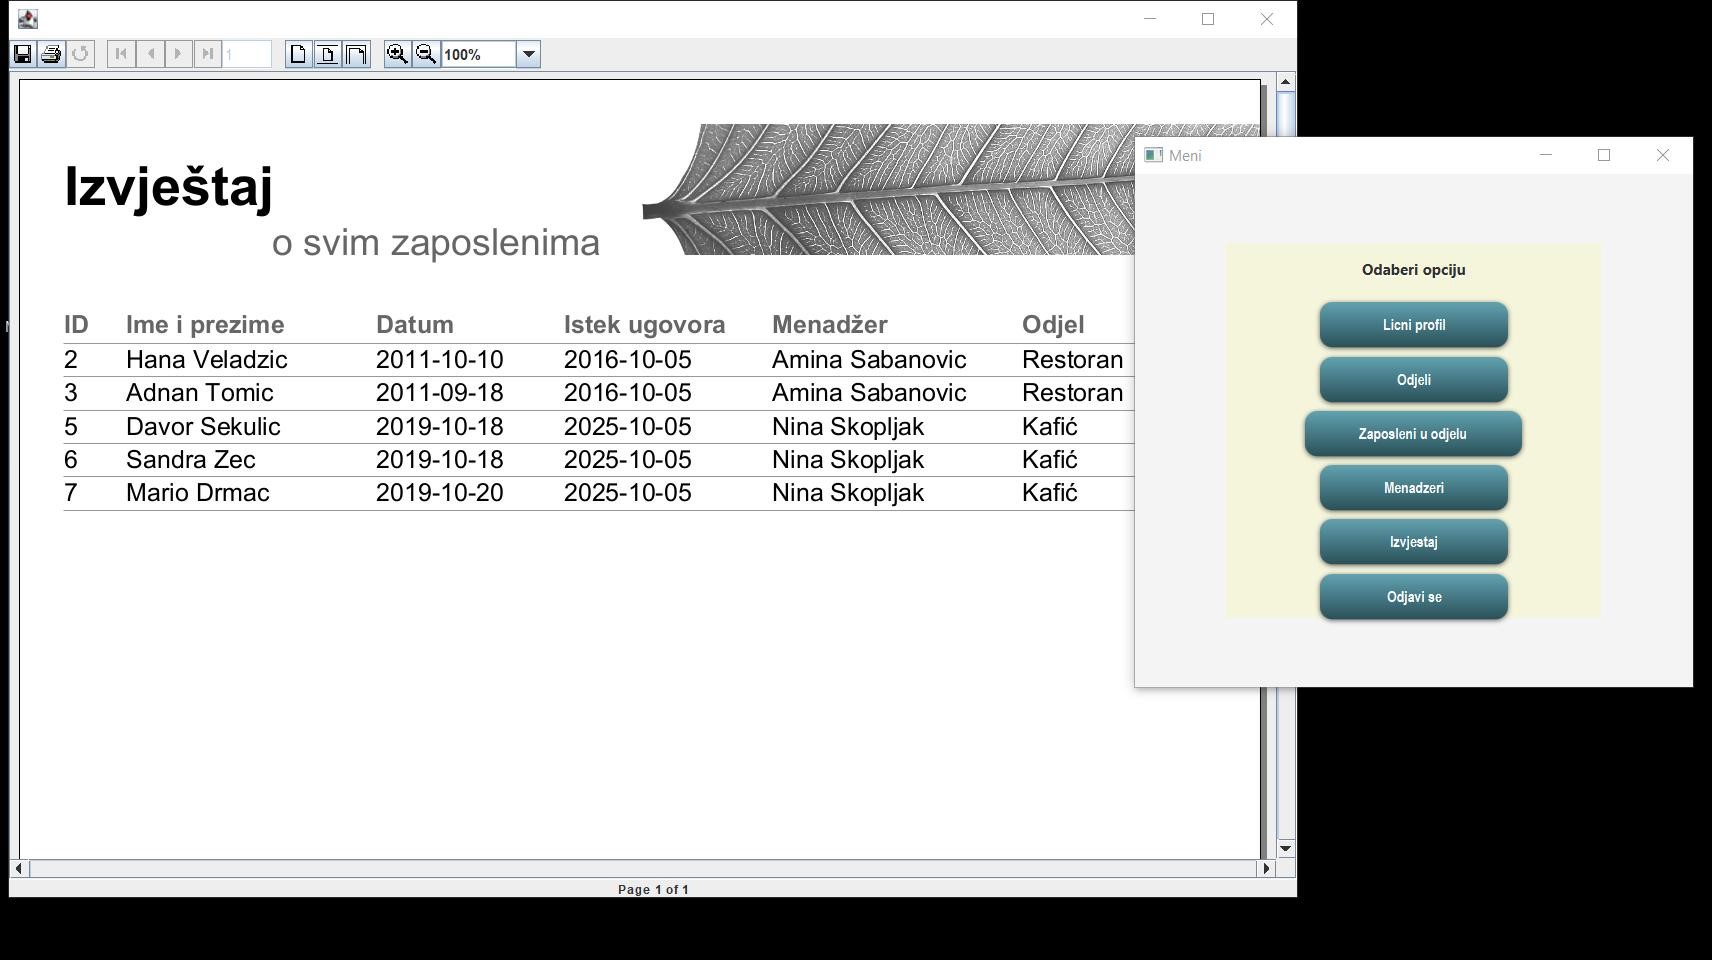 1
100%
Izvještaj
o svim zaposlenima
ID Ime i prezime Datum Istek ugovora Menadžer Odjel
2 Hana Veladzic 2011-10-10 2016-10-05 Amina Sabanovic Restoran
3 Adnan Tomic 2011-09-18 2016-10-05 Amina Sabanovic Restoran
5 Davor Sekulic 2019-10-18 2025-10-05 Nina Skopljak Kafić
6 Sandra Zec 2019-10-18 2025-10-05 Nina Skopljak Kafić
7 Mario Drmac 2019-10-20 2025-10-05 Nina Skopljak Kafić
Page 1 of 1
Meni
Odaberi opciju
Licni profil
Odjeli
Zaposleni u odjelu
Menadzeri
Izvjestaj
Odjavi se